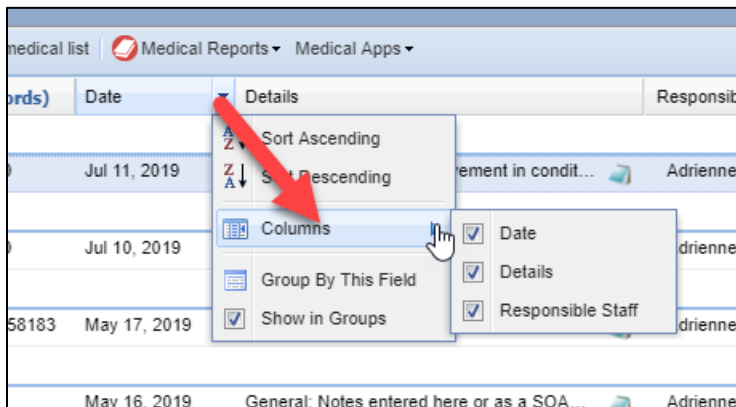 medical list Medical Reports Medical Apps
ords) Date Details Responsib
Sort Ascending
Jul 11, 2019 Sort Descending ement in condit... Adrienne
Columns Date
Jul 10, 2019 Details drienne
Group By This Field Responsible Staff
58183 May 17, 2019 Show in Groups drienne
May 16, 2019 General: Notes entered here or as a SOA... Adrienne